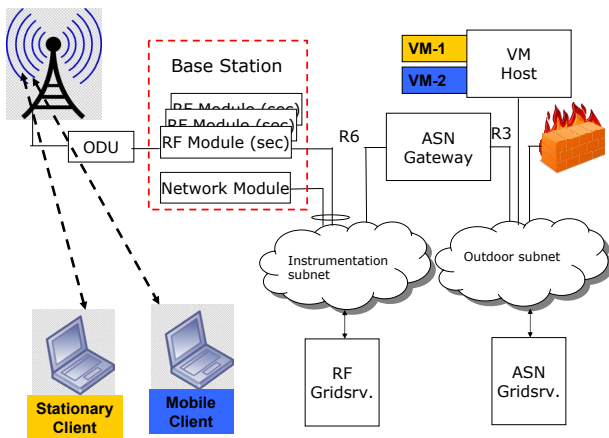 VM-1
VM-2
VM
Host
Base Station
RF Module (sec)
RF Module (sec)
RF Module (sec)
ODU
Network Module
R6
ASN
Gateway
R3
Instrumentation
subnet
Outdoor subnet
RF
Gridsrv.
ASN
Gridsrv.
Stationary
Client
Mobile
Client